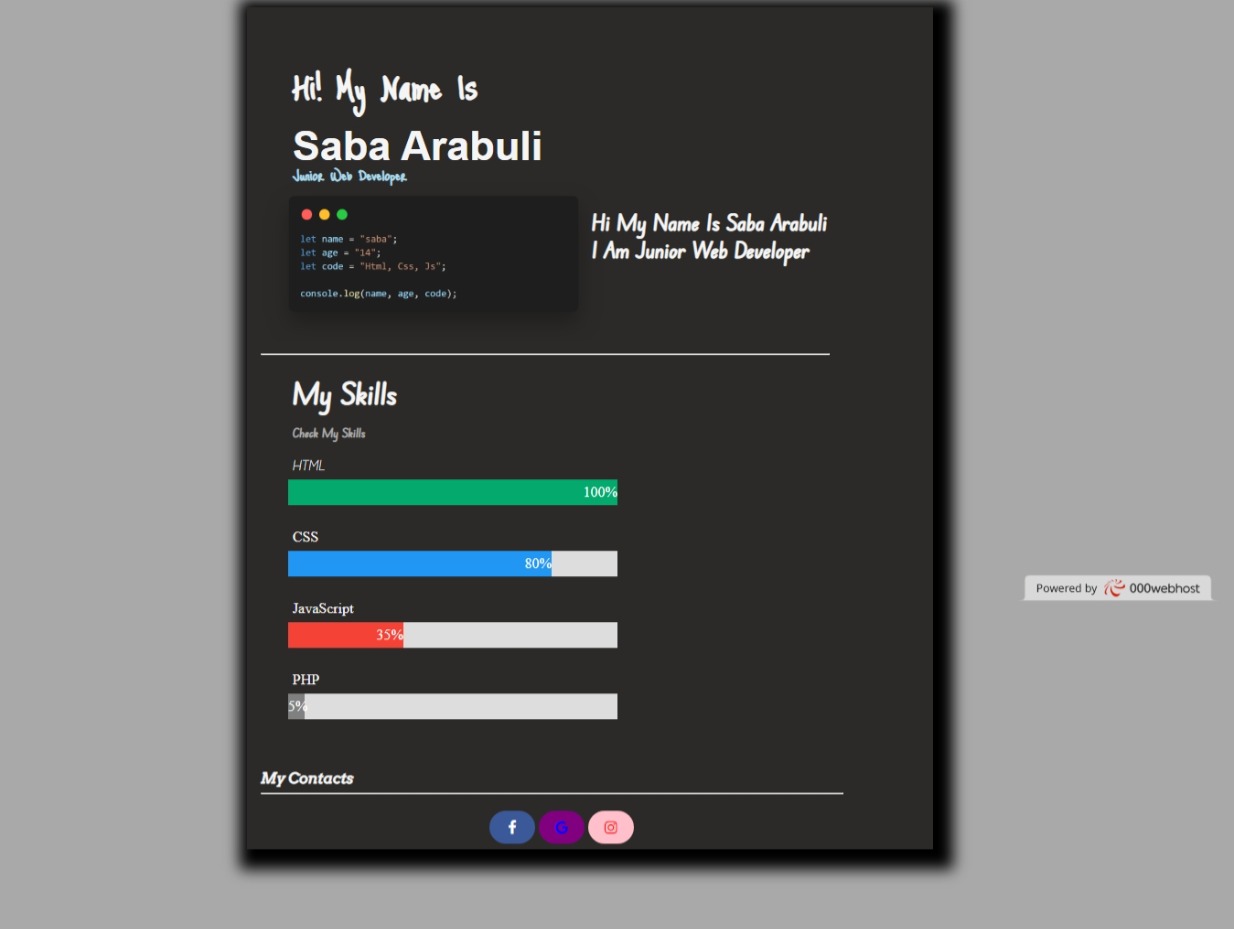 Hi! My Name Is
Saba Arabuli
Junior Web Developer
let name = "saba";
let age = "14";
let code = "Html, Css, Js";
console.log(name, age, code);
Hi My Name Is Saba Arabuli
I Am Junior Web Developer
My Skills
Check My Skills
HTML
100%
CSS
80%
JavaScript
35%
PHP
5%
Powered by 000webhost
My Contacts
f
G